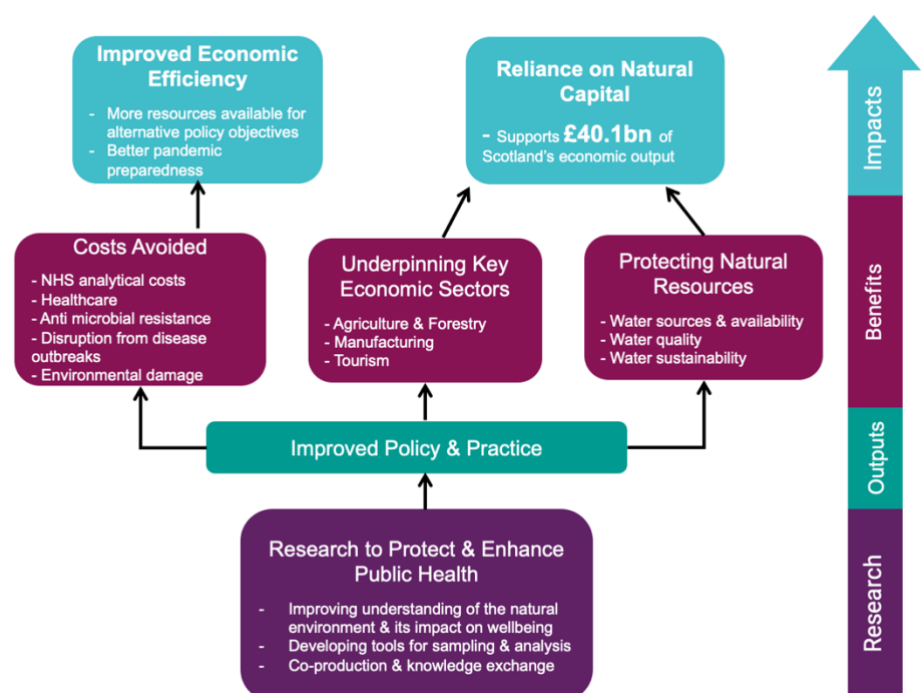 Improved Economic
Efficiency
- More resources available for
alternative policy objectives
- Better pandemic
preparedness
Reliance on Natural
Capital
- Supports £40.1bn of
Scotland's economic output
Costs Avoided
- NHS analytical costs
- Healthcare
- Anti microbial resistance
- Disruption from disease
outbreaks
- Environmental damage
Underpinning Key
Economic Sectors
- Agriculture & Forestry
- Manufacturing
- Tourism
Protecting Natural
Resources
- Water sources & availability
- Water quality
- Water sustainability
Improved Policy & Practice
Research to Protect & Enhance
Public Health
- Improving understanding of the natural
environment & its impact on wellbeing
- Developing tools for sampling & analysis
- Co-production & knowledge exchange
Impacts
Benefits
Outputs
Research